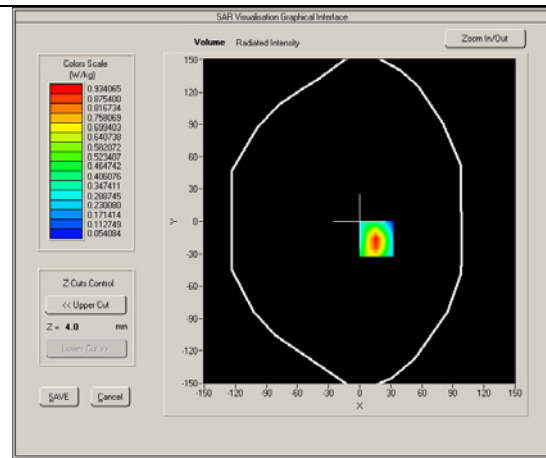 SAR Visualisation Graphical Interface
Volume Radiated Intensity
Zoom In/Out
Colors Scale
(W/kg)
0.934065
0.875400
0.816734
0.758069
0.699403
0.640738
0.582072
0.523407
0.464742
0.406076
0.347411
0.288745
0.230080
0.171414
0.112749
0.054084
Z Cuts Control
<< Upper Cut
Z = 4.0 mm
Lower Cut >>
SAVE Cancel
150
120
90
60
30
0
-30
-60
-90
-120
-150
Y
-150 -120 -90 -60 -30 0 30 60 90 120 150
X